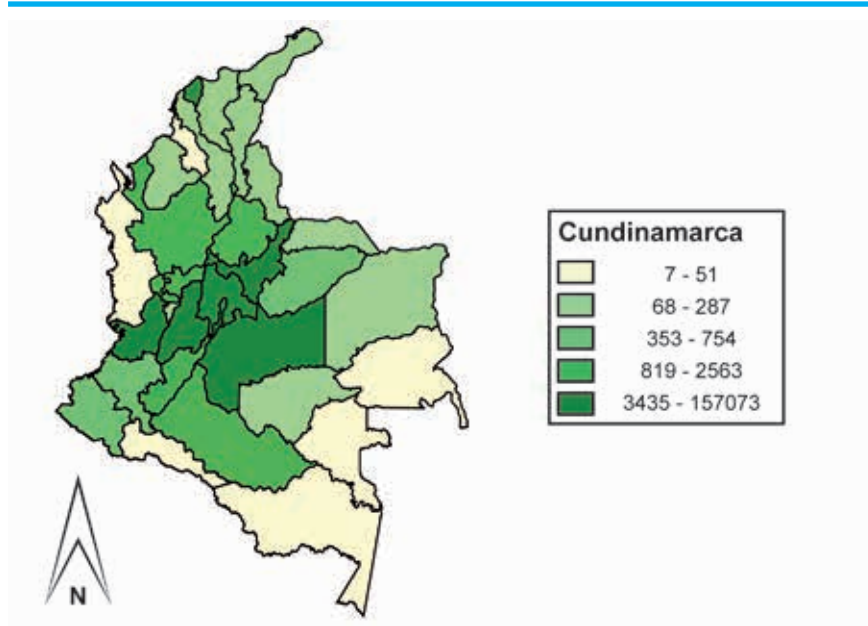 Cundinamarca
7 - 51
68 - 287
353 - 754
819 - 2563
3435 - 157073
N